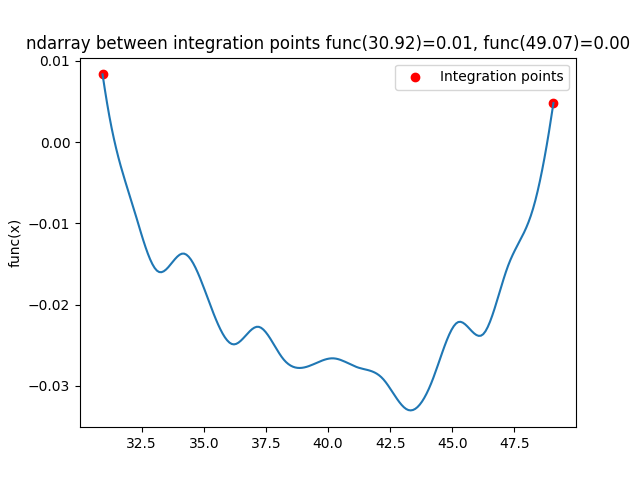 ndarray between integration points func(30.92)=0.01, func(49.07)=0.00
Integration points
0.01
0.00
−0.01
−0.02
−0.03
func(x)
32.5 35.0 37.5 40.0 42.5 45.0 47.5